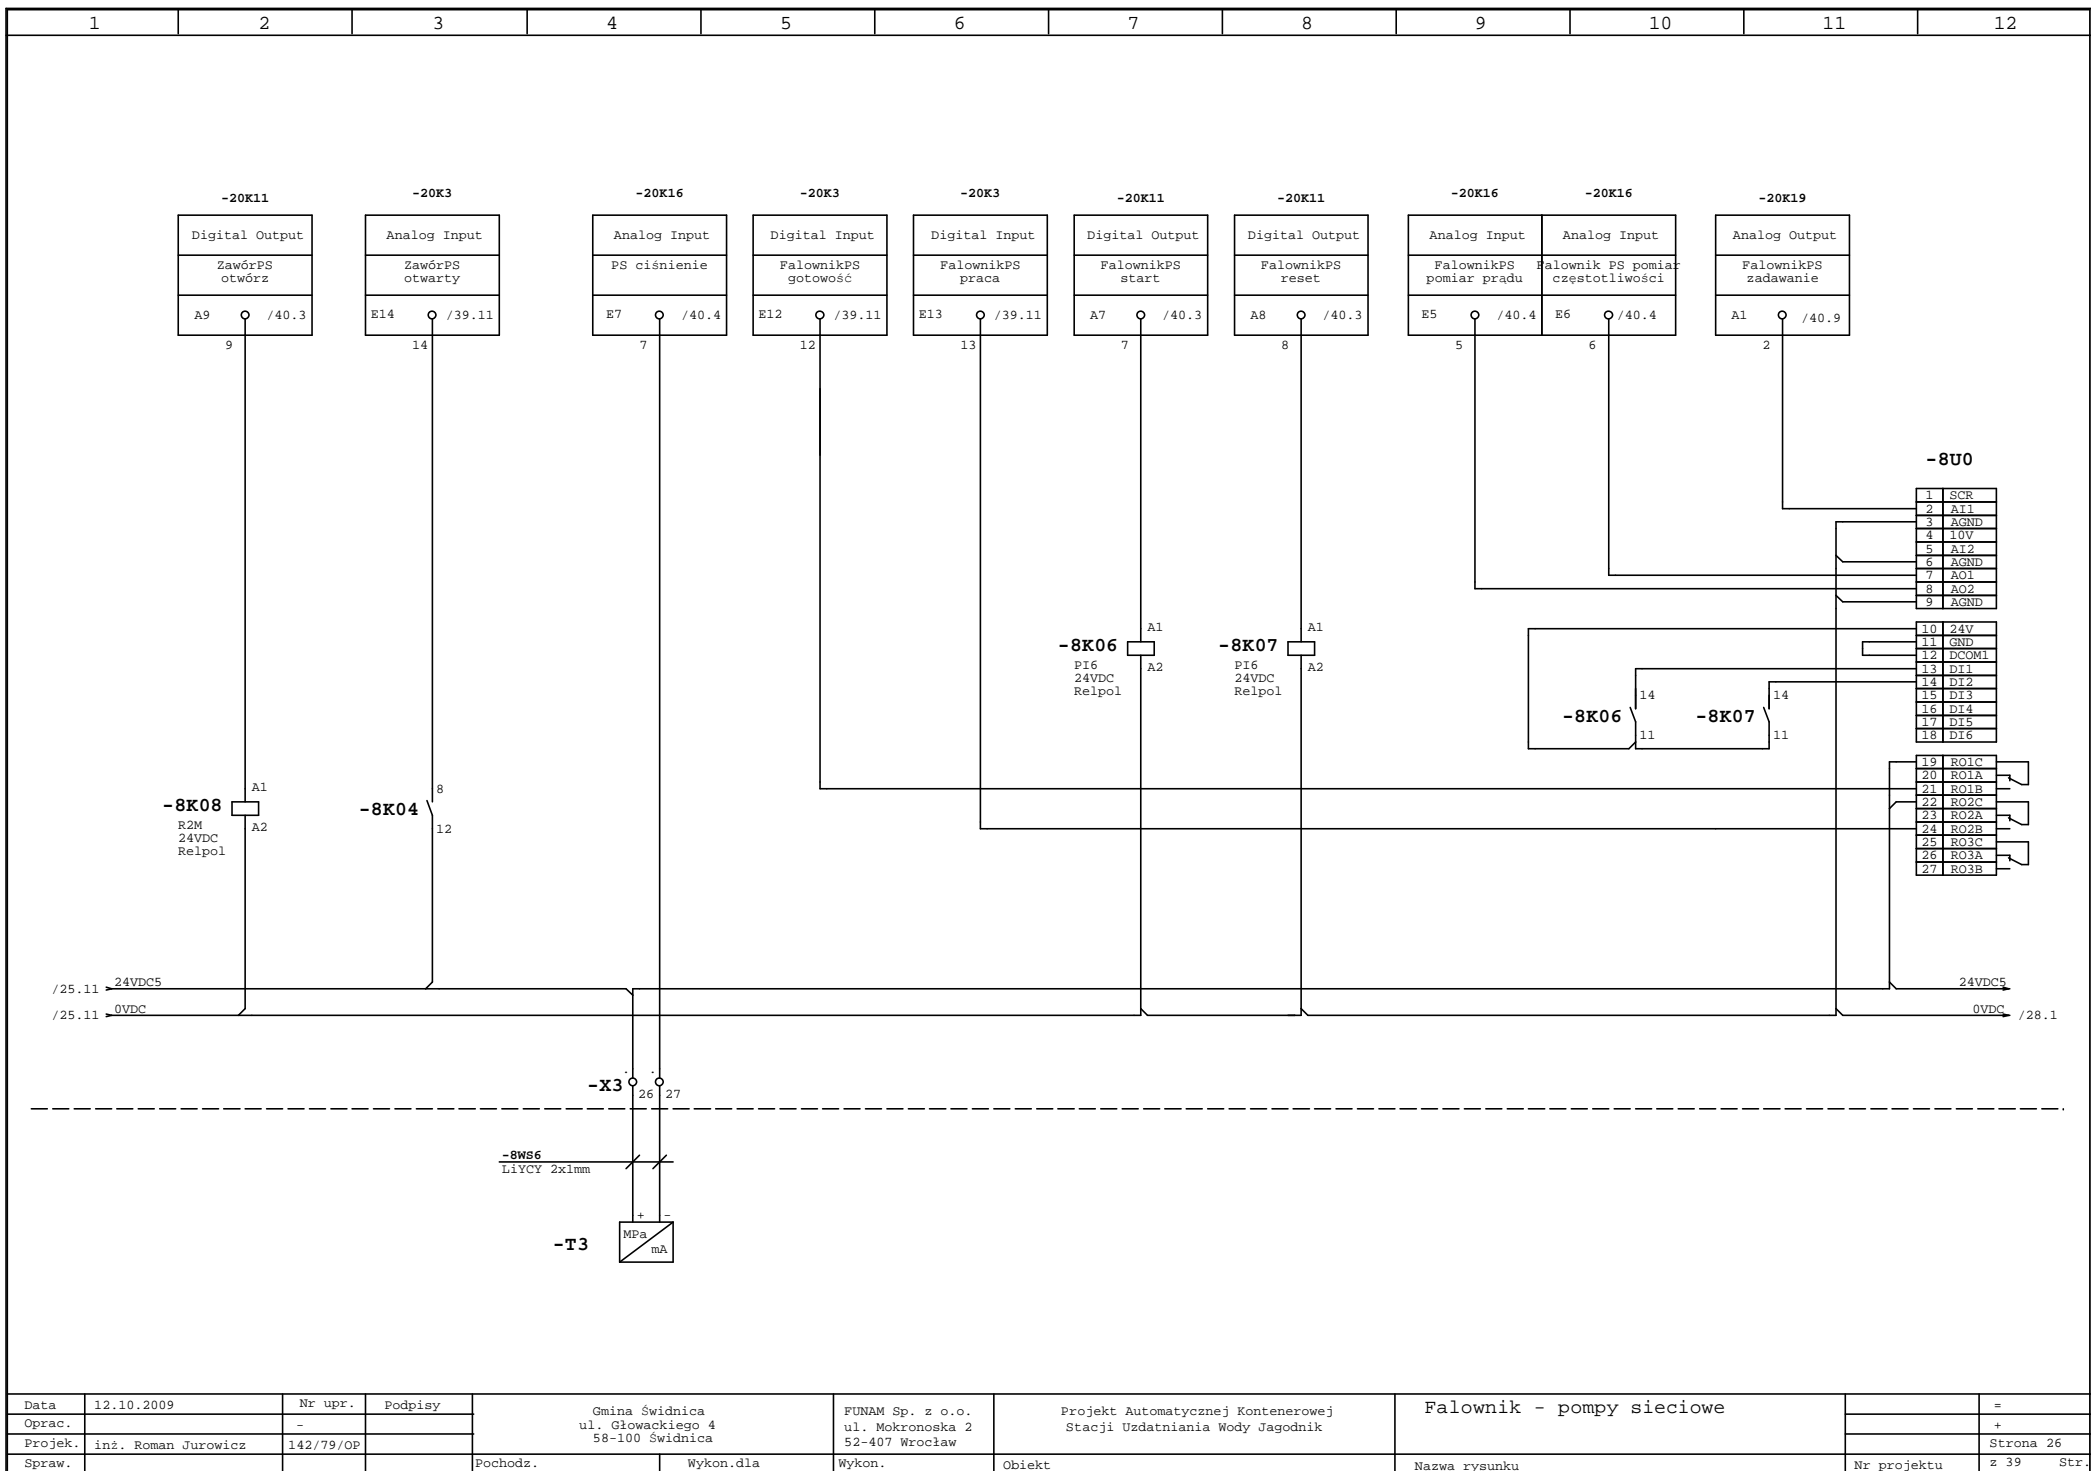 1 2 3 4 5 6 7 8 9 10 11 12
-20K11 -20K3 -20K16 -20K3 -20K3 -20K11 -20K11 -20K16 -20K16 -20K19
Digital Output Analog Input Analog Input Digital Input Digital Input Digital Output Digital Output Analog Input Analog Input Analog Output
ZawórPS ZawórPS PS ciśnienie FalownikPS FalownikPS FalownikPS FalownikPS FalownikPS Falownik PS pomiar FalownikPS
otwórz otwarty gotowość praca start reset pomiar prądu częstotliwości zadawanie
A9 /40.3 E14 /39.11 E7 /40.4 E12 /39.11 E13 /39.11 A7 /40.3 A8 /40.3 E5 /40.4 E6 /40.4 A1 /40.9
9 14 7 12 13 7 8 5 6 2
-8U0
1 SCR
2 AI1
3 AGND
4 10V
5 AI2
6 AGND
7 AO1
8 AO2
9 AGND
10 24V
11 GND
12 DCOM1
13 DI1
14 DI2
15 DI3
16 DI4
17 DI5
18 DI6
19 RO1C
20 RO1A
21 RO1B
22 RO2C
23 RO2A
24 RO2B
25 RO3C
26 RO3A
27 RO3B
A1
-8K06
A2
PI6
24VDC
Relpol
A1
-8K07
A2
PI6
24VDC
Relpol
14
-8K06
11
14
-8K07
11
A1
-8K08
A2
R2M
24VDC
Relpol
8
-8K04
12
/25.11 24VDC5 24VDC5
/25.11 0VDC 0VDC /28.1
-X3 26 27
-8WS6
LiYCY 2x1mm
+ -
-T3 MPa
mA
Data 12.10.2009 Nr upr. Podpisy
Oprac. -
Projek. inż. Roman Jurowicz 142/79/OP
Spraw.
Gmina Świdnica
ul. Głowackiego 4
58-100 Świdnica
Pochodz. Wykon.dla
FUNAM Sp. z o.o.
ul. Mokronoska 2
52-407 Wrocław
Wykon.
Projekt Automatycznej Kontenerowej
Stacji Uzdatniania Wody Jagodnik
Obiekt
Falownik - pompy sieciowe
Nazwa rysunku
Nr projektu
=
+
Strona 26
z 39 Str.